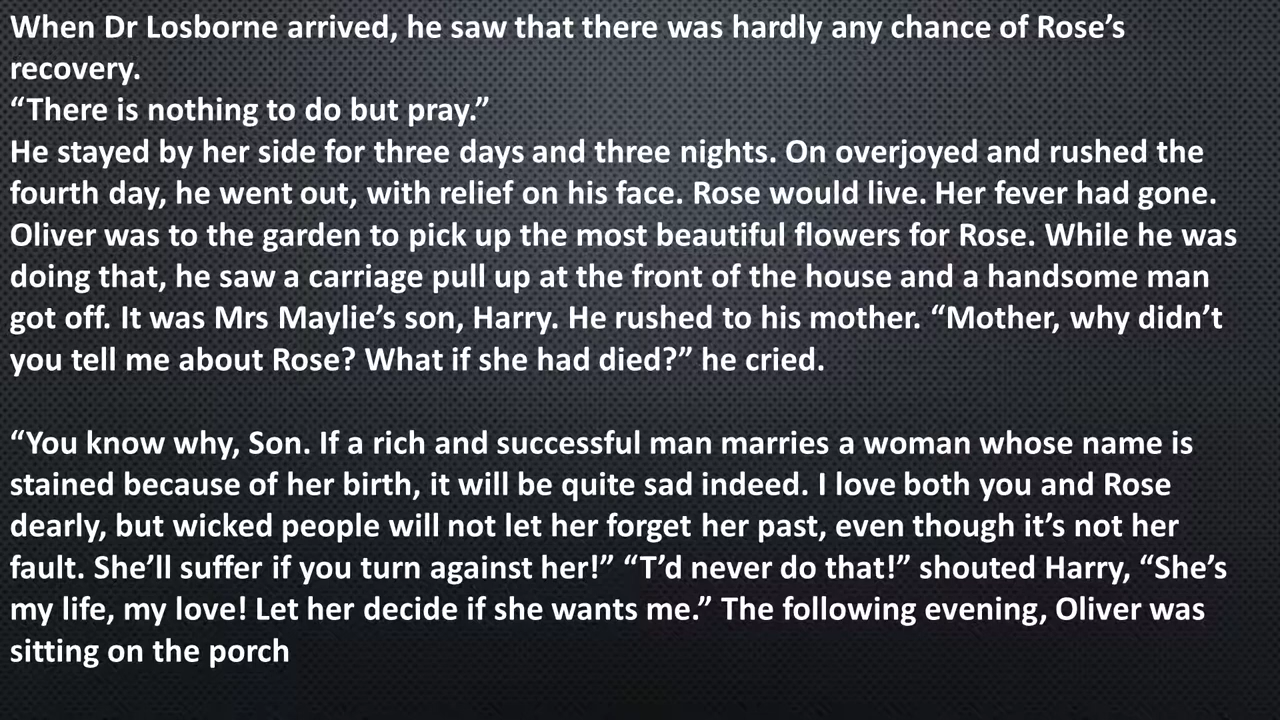 When Dr Losborne arrived, he saw that there was hardly any chance of Rose’s
recovery.
“There is nothing to do but pray.”
He stayed by her side for three days and three nights. On overjoyed and rushed the
fourth day, he went out, with relief on his face. Rose would live. Her fever had gone.
Oliver was to the garden to pick up the most beautiful flowers for Rose. While he was
doing that, he saw a carriage pull up at the front of the house and a handsome man
got off. It was Mrs Maylie’s son, Harry. He rushed to his mother. “Mother, why didn’t
you tell me about Rose? What if she had died?” he cried.
“You know why, Son. If a rich and successful man marries a woman whose name is
stained because of her birth, it will be quite sad indeed. I love both you and Rose
dearly, but wicked people will not let her forget her past, even though it’s not her
fault. She’ll suffer if you turn against her!” “T’d never do that!” shouted Harry, “She’s
my life, my love! Let her decide if she wants me.” The following evening, Oliver was
sitting on the porch